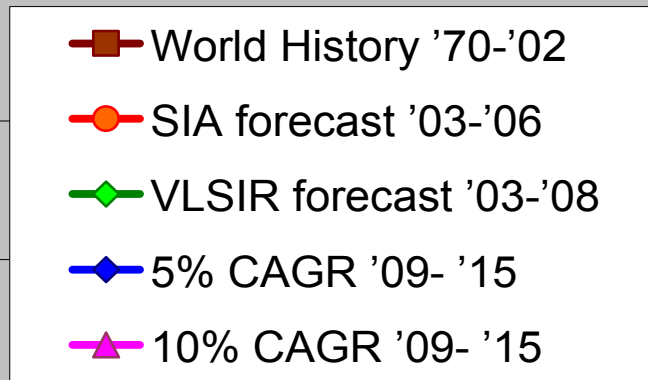 World History ’70-’02
SIA forecast ’03-’06
VLSIR forecast ’03-’08
5% CAGR ’09- ’15
10% CAGR ’09- ’15